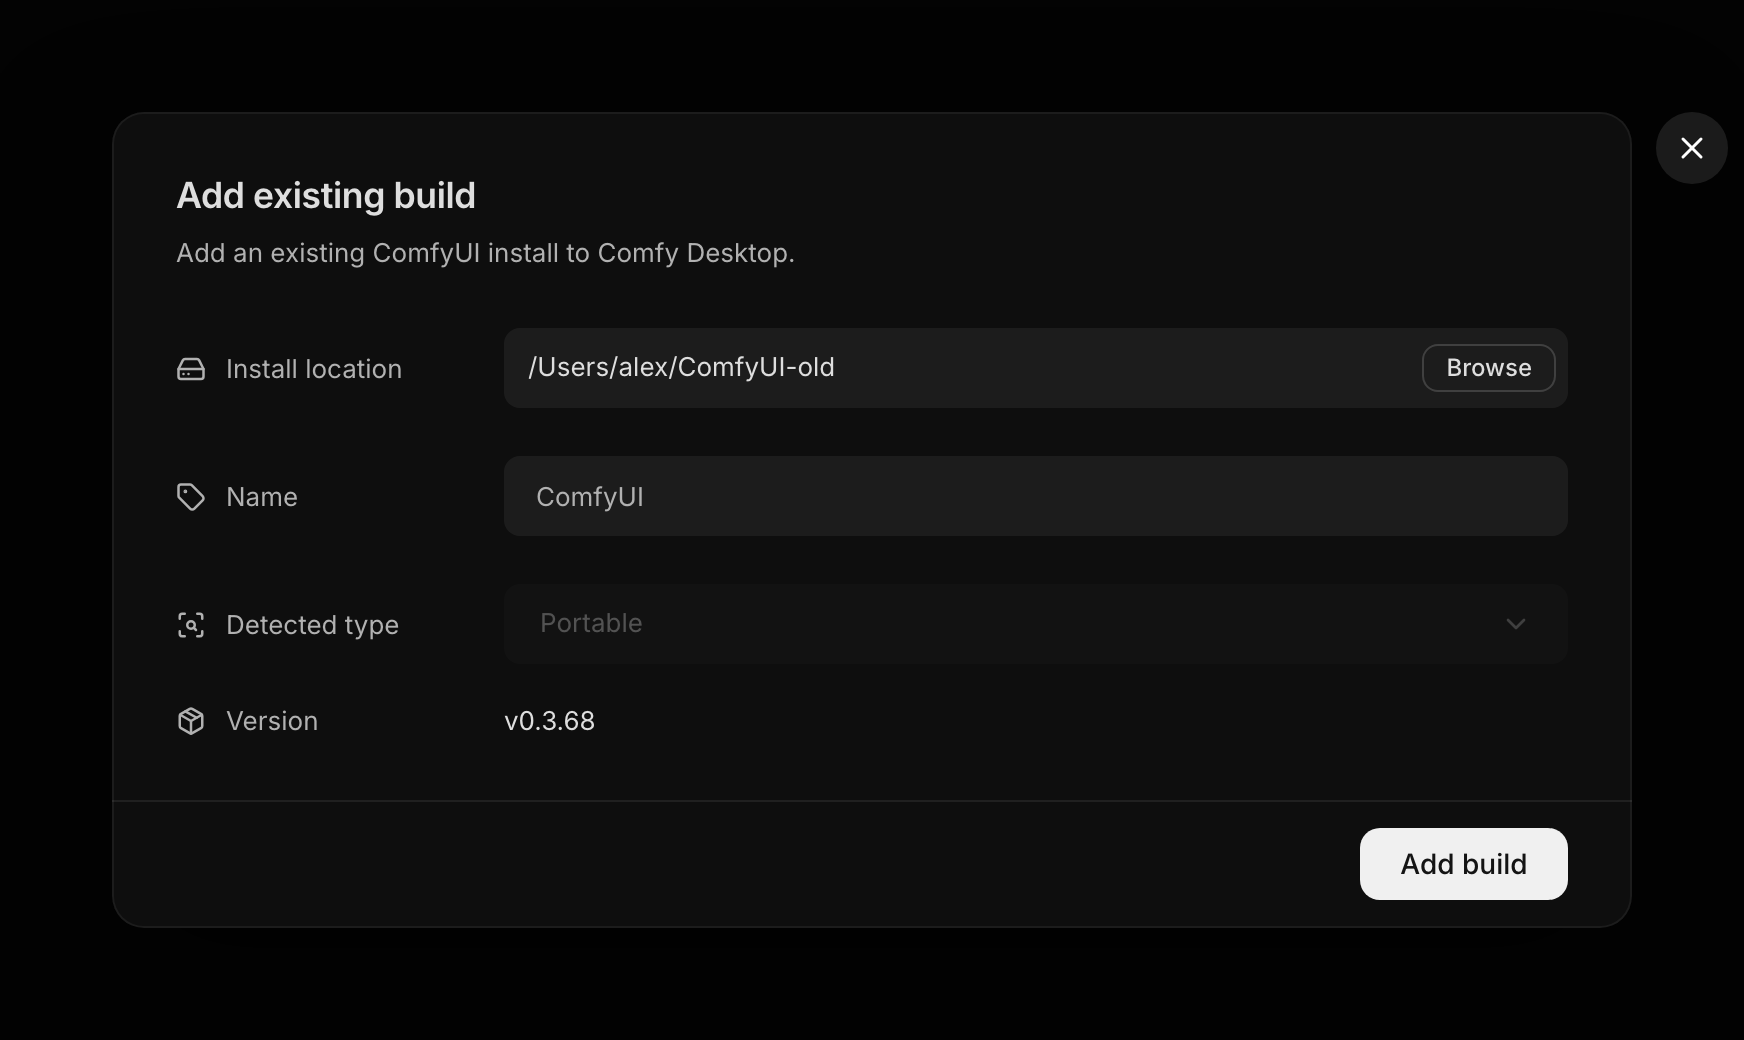 Add existing build
Add an existing ComfyUI install to Comfy Desktop.
Install location
/Users/alex/ComfyUI-old
Browse
Name
ComfyUI
Detected type
Portable
Version
v0.3.68
Add build